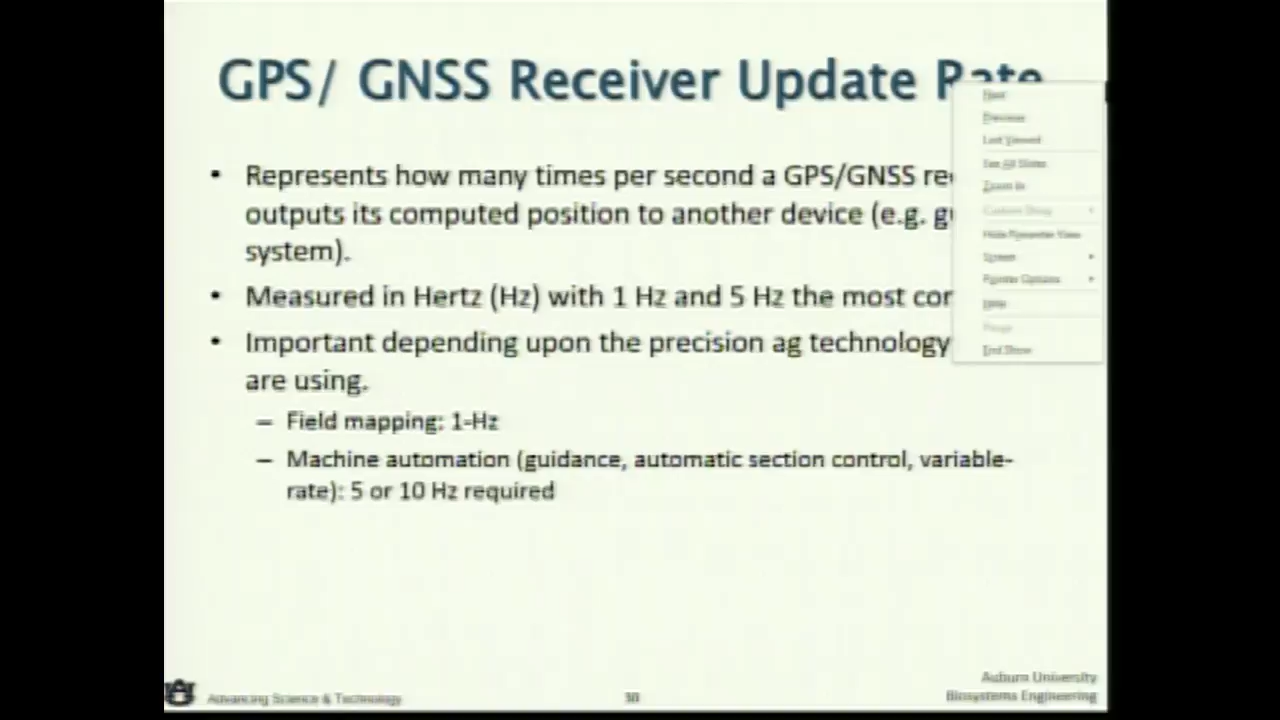 GPS/ GNSS Receiver Update Rate
• Represents how many times per second a GPS/GNSS
outputs its computed position to another device (e.g.
system).
• Measured in Hertz (Hz) with 1 Hz and 5 Hz the most
• Important depending upon the precision ag technology
are using.
– Field mapping: 1-Hz
– Machine automation (guidance, automatic section control, variable-
rate): 5 or 10 Hz required
Next
Previous
Last Viewed
See All Slides
Zoom In
Custom Show
Hide Presenter View
Screen
Pointer Options
Help
Pause
End Show
Advancing Science & Technology
30
Auburn University
Biosystems Engineering